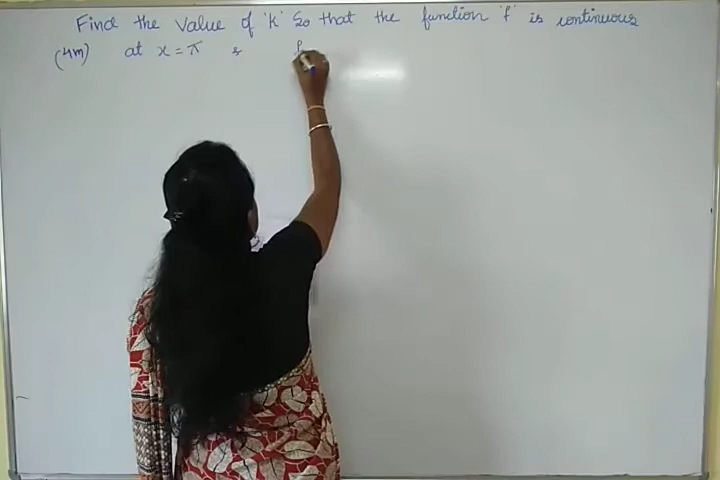 Find the value of 'K' so that the function 'f' is continuous
(4m) at x = π &